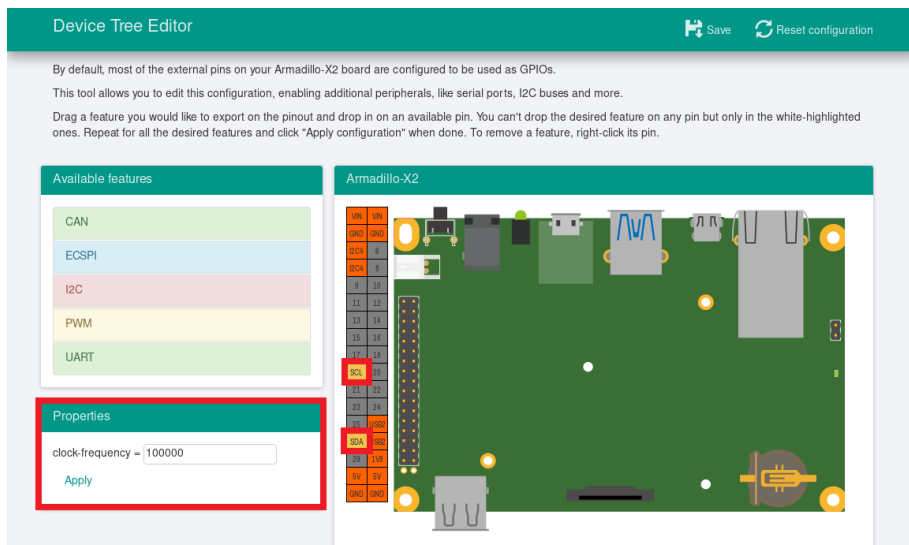 Device Tree Editor
Save
Reset configuration
By default, most of the external pins on your Armadillo-X2 board are configured to be used as GPIOs.
This tool allows you to edit this configuration, enabling additional peripherals, like serial ports, I2C buses and more.
Drag a feature you would like to export on the pinout and drop in on an available pin. You can't drop the desired feature on any pin but only in the white-highlighted
ones. Repeat for all the desired features and click "Apply configuration" when done. To remove a feature, right-click its pin.
Available features
CAN
ECSPI
I2C
PWM
UART
Properties
clock-frequency = 100000
Apply
Armadillo-X2
VIN VIN
GND GND
I2C4 6
I2C4 8
9 10
11 12
13 14
15 16
17 18
SCL 20
21 22
23 24
25 USB2
SDA USB2
29 1V8
5V 5V
GND GND